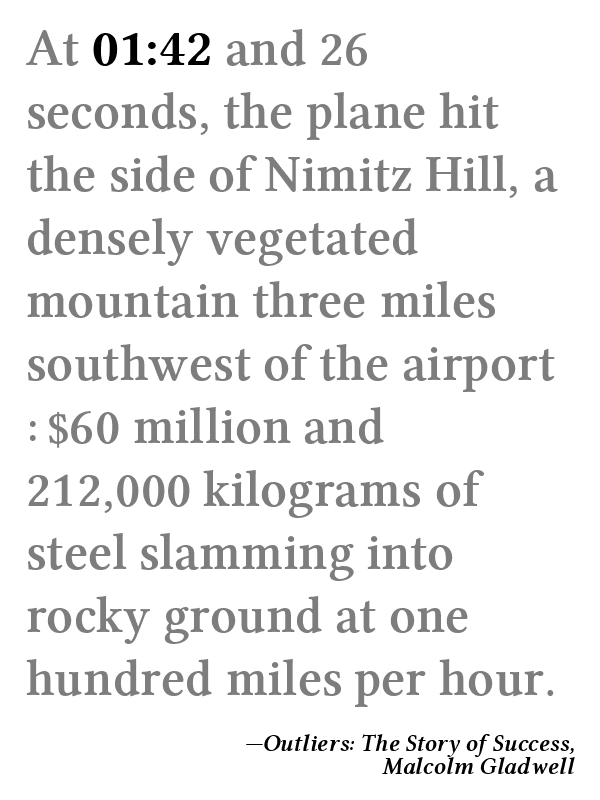 At 01:42 and 26
seconds, the plane hit
the side of Nimitz Hill, a
densely vegetated
mountain three miles
southwest of the airport
: $60 million and
212,000 kilograms of
steel slamming into
rocky ground at one
hundred miles per hour.
—Outliers: The Story of Success,
Malcolm Gladwell